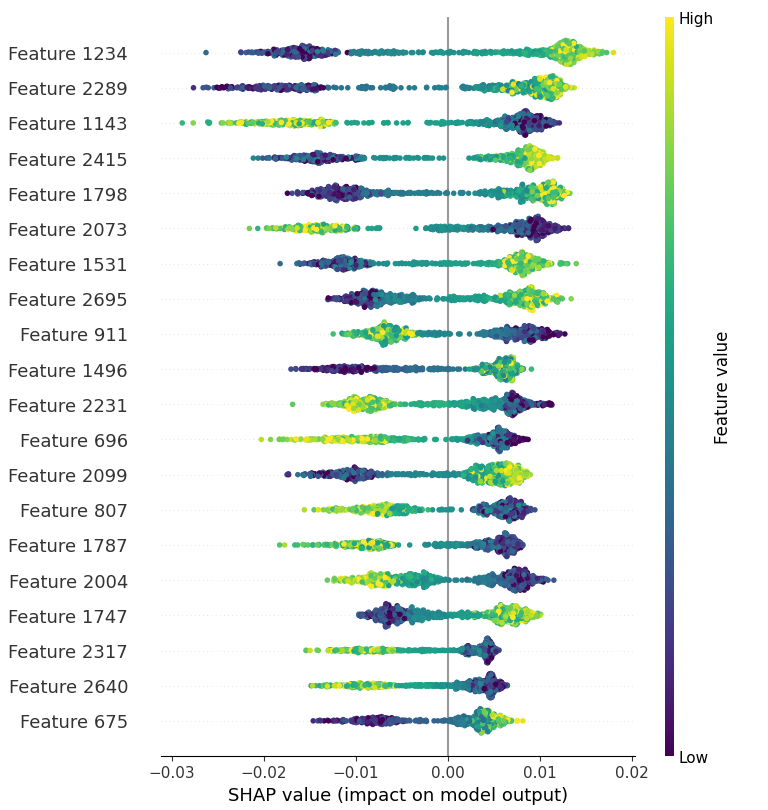 Feature 1234
Feature 2289
Feature 1143
Feature 2415
Feature 1798
Feature 2073
Feature 1531
Feature 2695
Feature 911
Feature 1496
Feature 2231
Feature 696
Feature 2099
Feature 807
Feature 1787
Feature 2004
Feature 1747
Feature 2317
Feature 2640
Feature 675
−0.03 −0.02 −0.01 0.00 0.01 0.02
SHAP value (impact on model output)
High
Feature value
Low